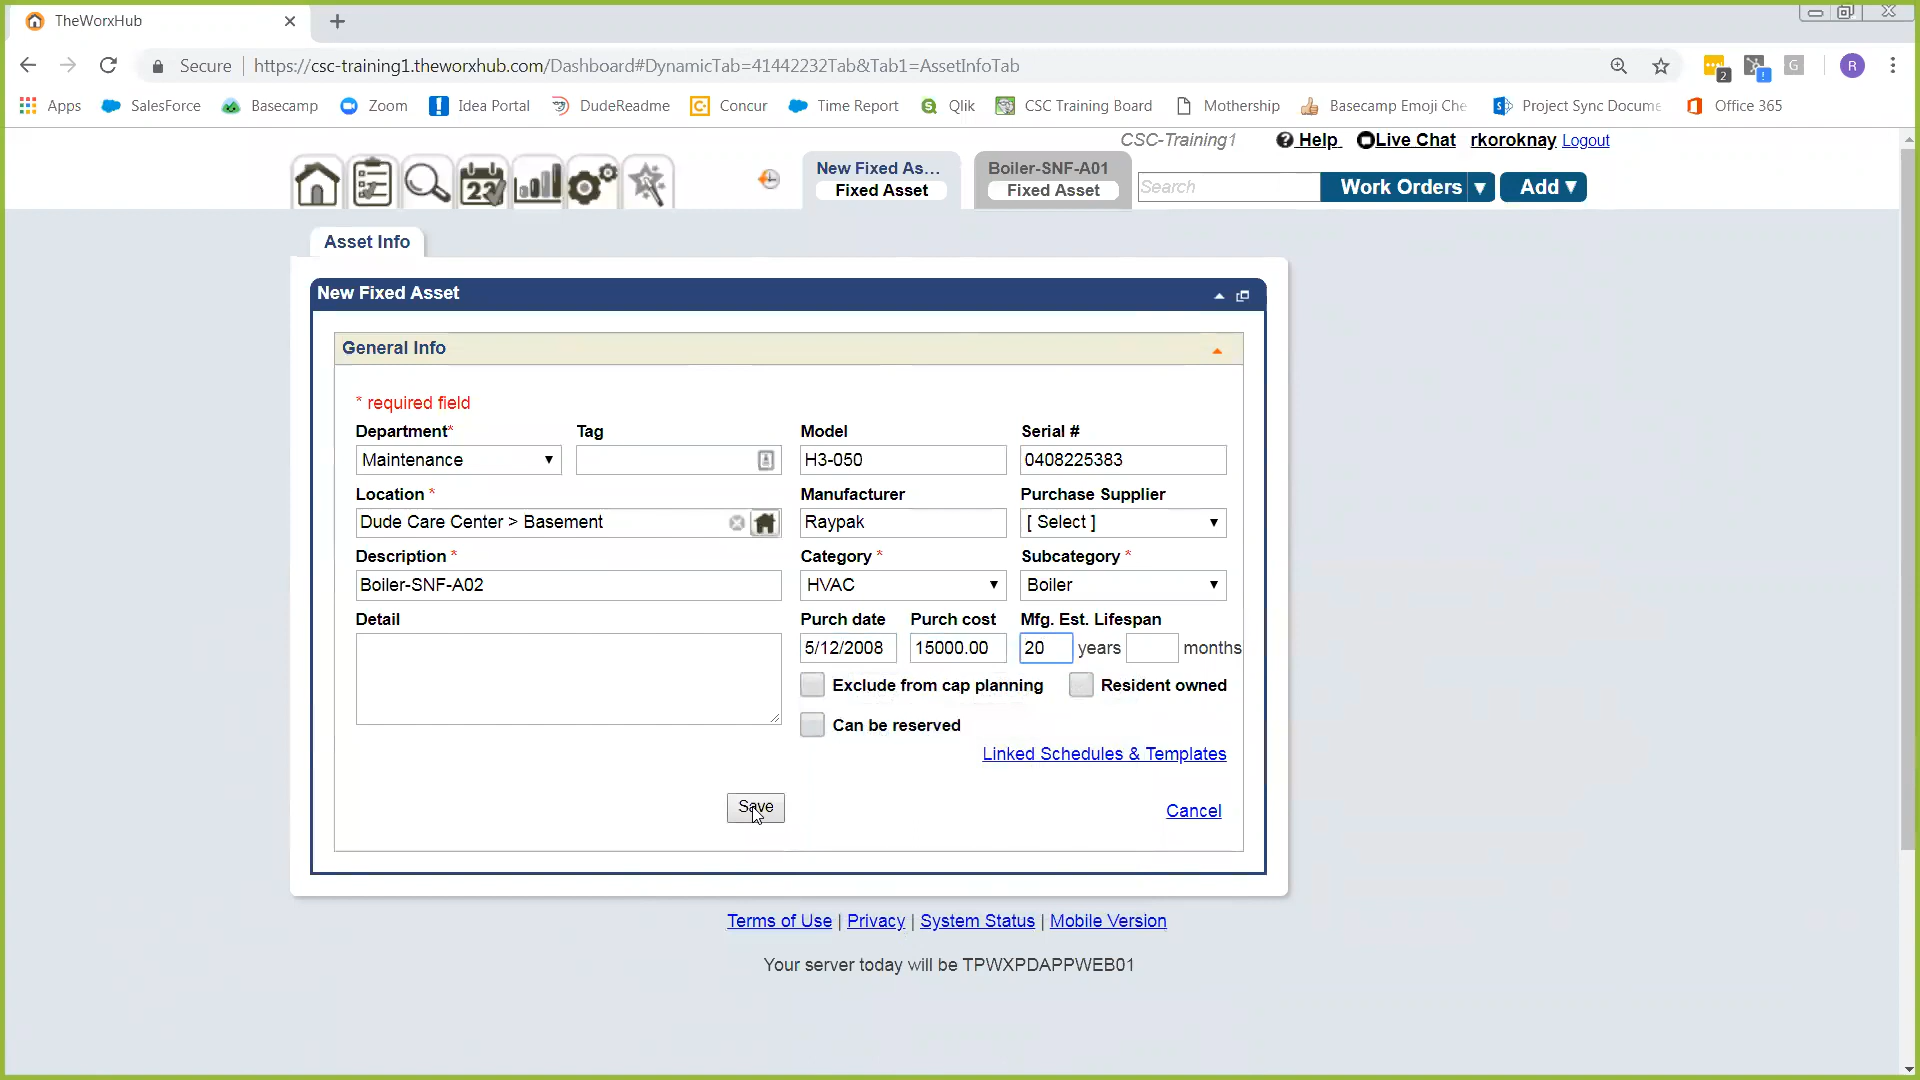 TheWorxHub
Secure https://csc-training1.theworxhub.com/Dashboard#DynamicTab=41442232Tab&Tab1=AssetInfoTab
2 ! G R
Apps SalesForce Basecamp Zoom Idea Portal DudeReadme Concur Time Report Qlik CSC Training Board Mothership Basecamp Emoji Che Project Sync Docume Office 365
CSC-Training1 Help Live Chat rkoroknay Logout
New Fixed As... Boiler-SNF-A01
Fixed Asset Fixed Asset Search Work Orders ▼ Add ▼
23
Asset Info
New Fixed Asset
General Info
* required field
Department* Tag Model Serial #
Maintenance H3-050 0408225383
Location * Manufacturer Purchase Supplier
Dude Care Center > Basement Raypak [ Select ]
Description * Category * Subcategory *
Boiler-SNF-A02 HVAC Boiler
Detail Purch date Purch cost Mfg. Est. Lifespan
5/12/2008 15000.00 20 years months
Exclude from cap planning Resident owned
Can be reserved
Linked Schedules & Templates
Save Cancel
Terms of Use | Privacy | System Status | Mobile Version
Your server today will be TPWXPDAPPWEB01